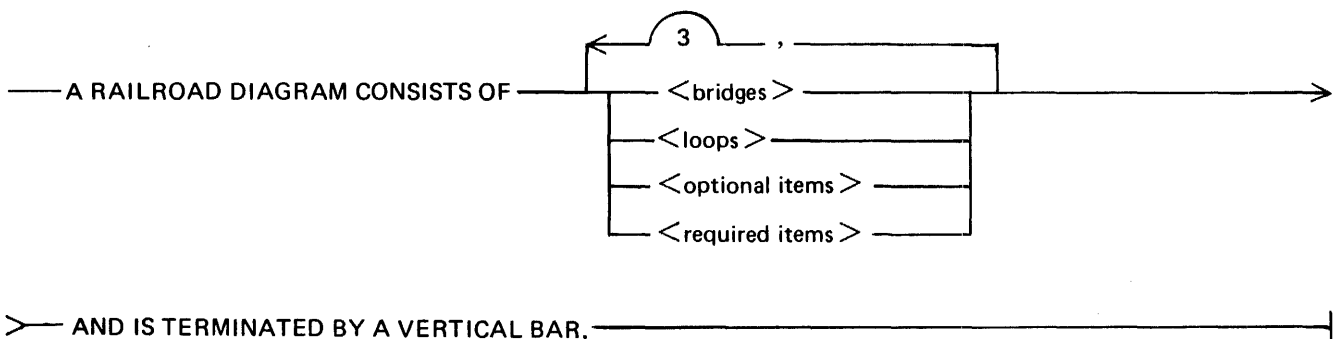 3 ,
A RAILROAD DIAGRAM CONSISTS OF <bridges>
<loops>
<optional items>
<required items>
AND IS TERMINATED BY A VERTICAL BAR.